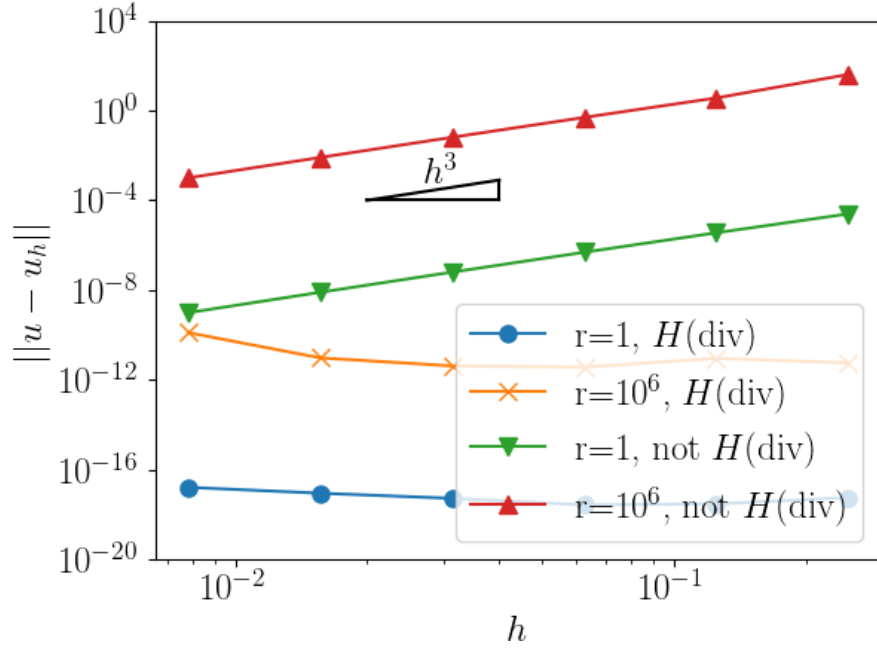 10^4
10^0
10^{-4}
10^{-8}
10^{-12}
10^{-16}
10^{-20}
||u − u_h||
h^3
r=1, H(div)
r=10^6, H(div)
r=1, not H(div)
r=10^6, not H(div)
10^{-2}
10^{-1}
h